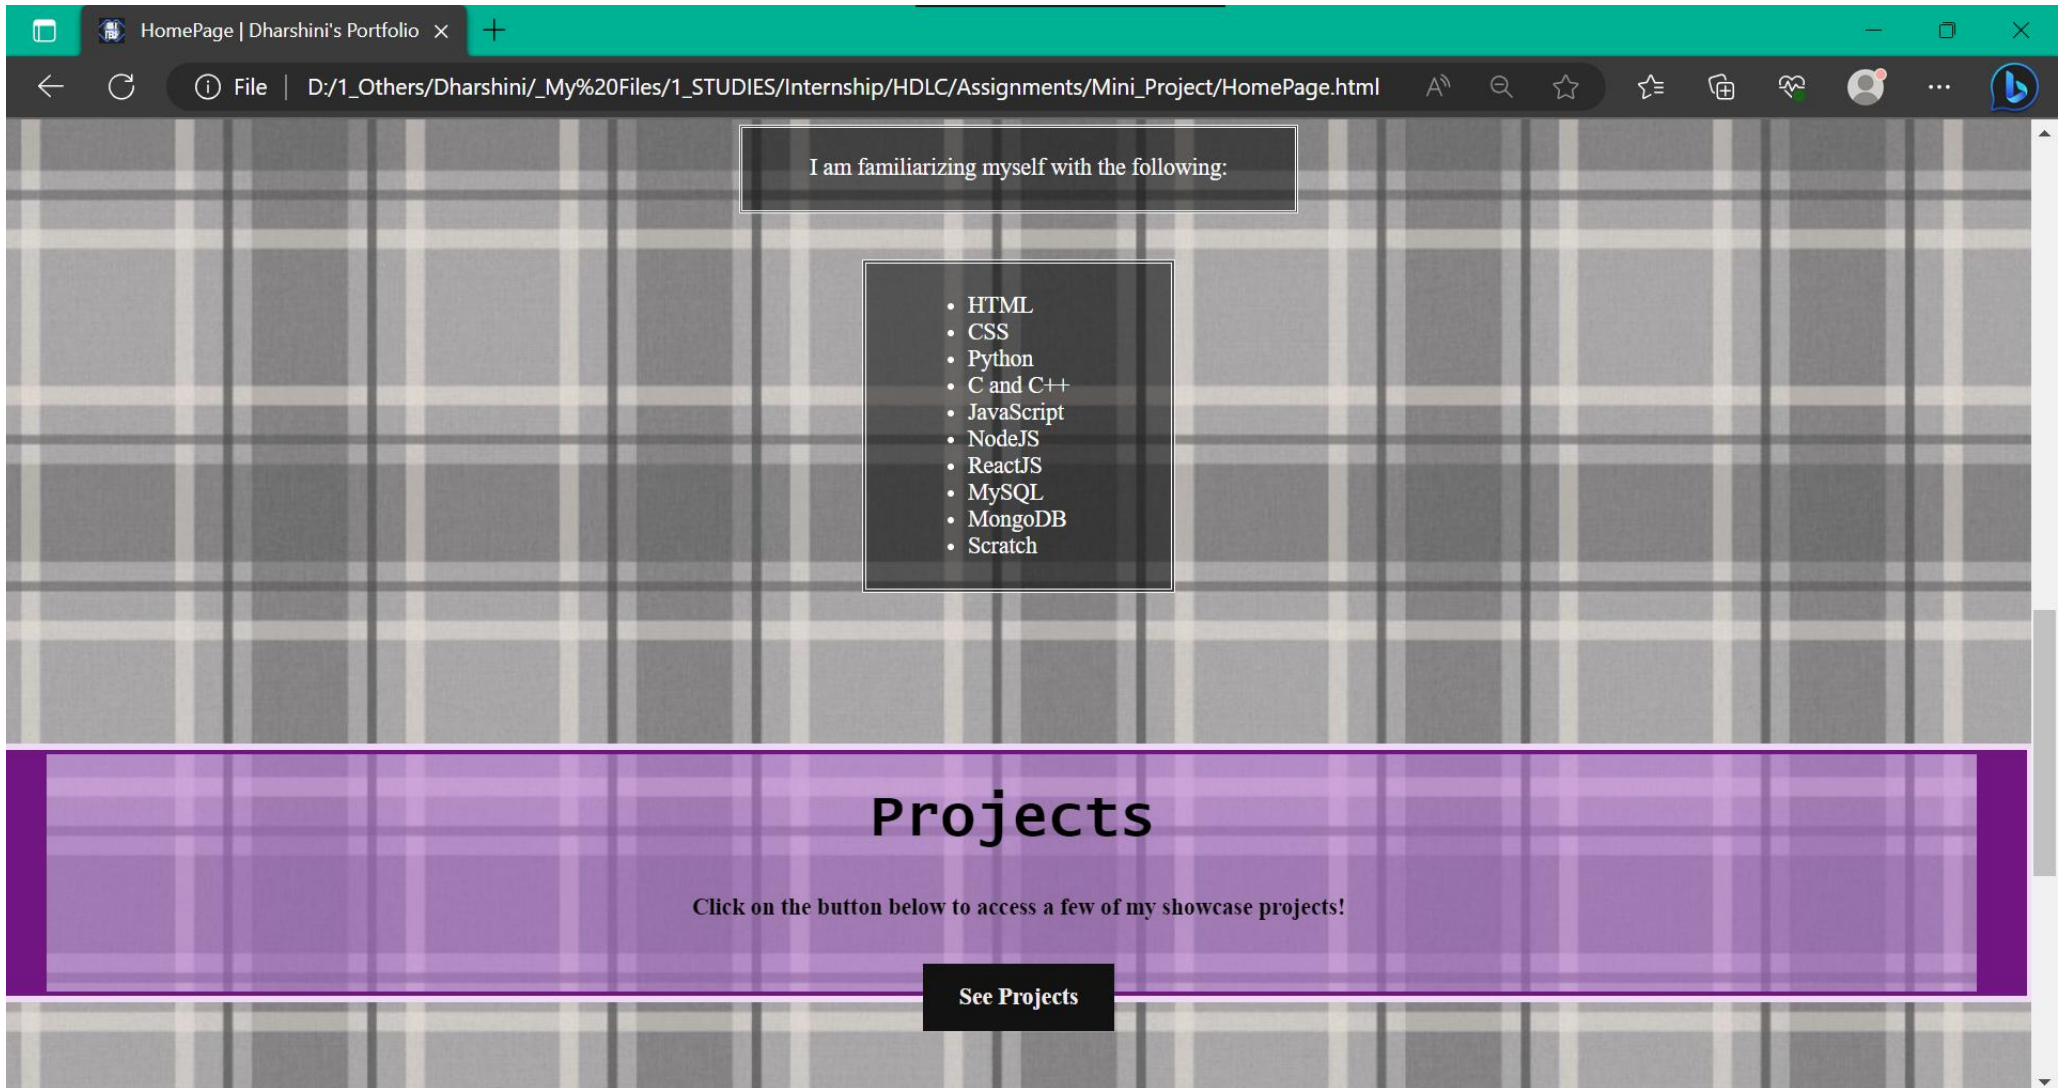 HomePage | Dharshini's Portfolio
File | D:/1_Others/Dharshini/_My%20Files/1_STUDIES/Internship/HDLC/Assignments/Mini_Project/HomePage.html
I am familiarizing myself with the following:
• HTML
• CSS
• Python
• C and C++
• JavaScript
• NodeJS
• ReactJS
• MySQL
• MongoDB
• Scratch
Projects
Click on the button below to access a few of my showcase projects!
See Projects